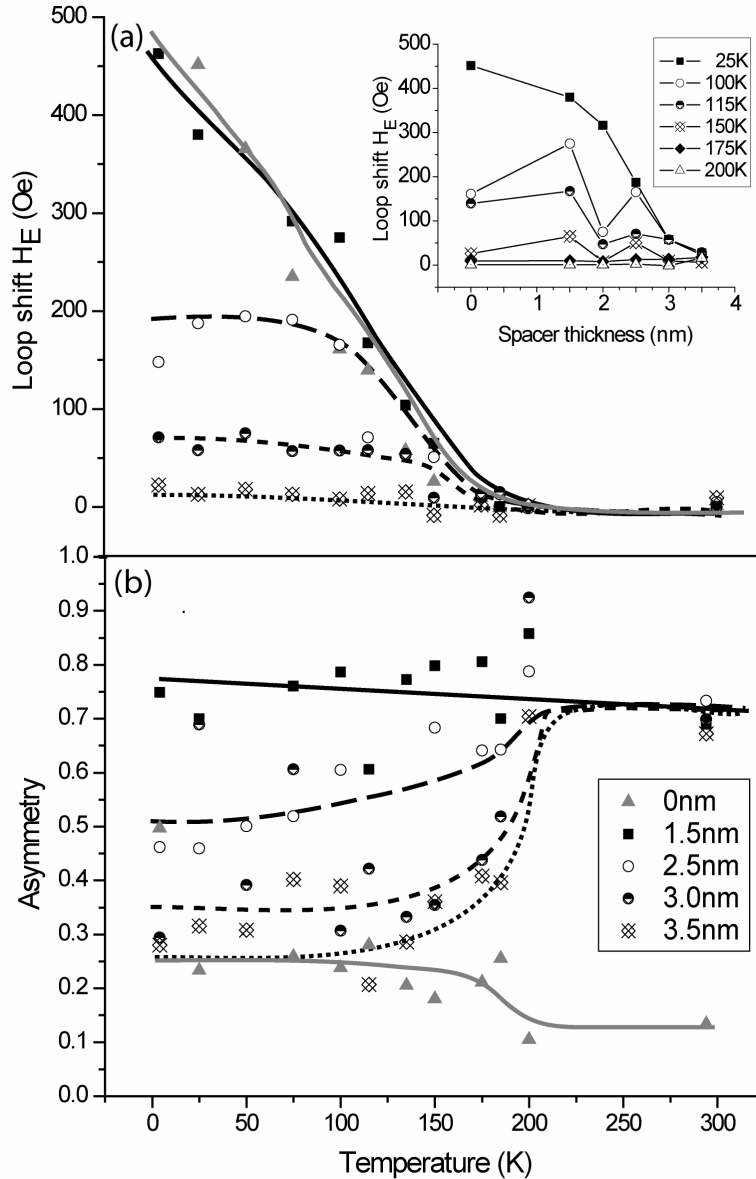 (a)
Loop shift H_E (Oe)
500
400
300
200
100
0
Loop shift H_E (Oe)
500
400
300
200
100
0
0
1
2
3
4
Spacer thickness (nm)
25K
100K
115K
150K
175K
200K
(b)
Asymmetry
1.0
0.9
0.8
0.7
0.6
0.5
0.4
0.3
0.2
0.1
0.0
0nm
1.5nm
2.5nm
3.0nm
3.5nm
0
50
100
150
200
250
300
Temperature (K)